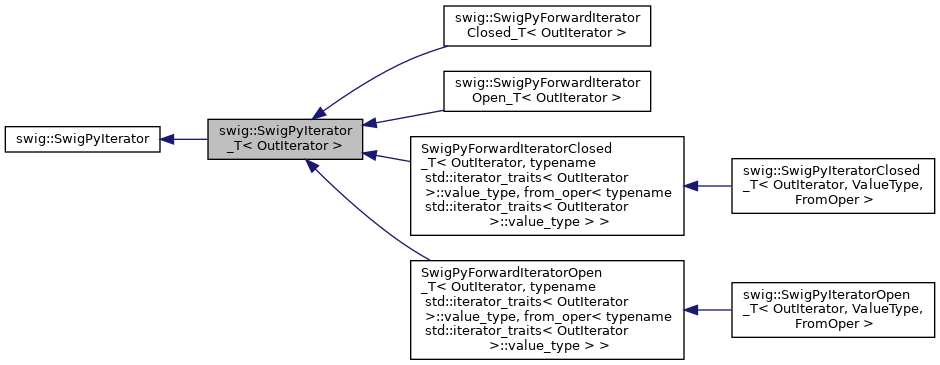 swig::SwigPyIterator
swig::SwigPyIterator
_T< OutIterator >
swig::SwigPyForwardIterator
Closed_T< OutIterator >
swig::SwigPyForwardIterator
Open_T< OutIterator >
SwigPyForwardIteratorClosed
_T< OutIterator, typename
std::iterator_traits< OutIterator
>::value_type, from_oper< typename
std::iterator_traits< OutIterator
>::value_type > >
swig::SwigPyIteratorClosed
_T< OutIterator, ValueType,
FromOper >
SwigPyForwardIteratorOpen
_T< OutIterator, typename
std::iterator_traits< OutIterator
>::value_type, from_oper< typename
std::iterator_traits< OutIterator
>::value_type > >
swig::SwigPyIteratorOpen
_T< OutIterator, ValueType,
FromOper >